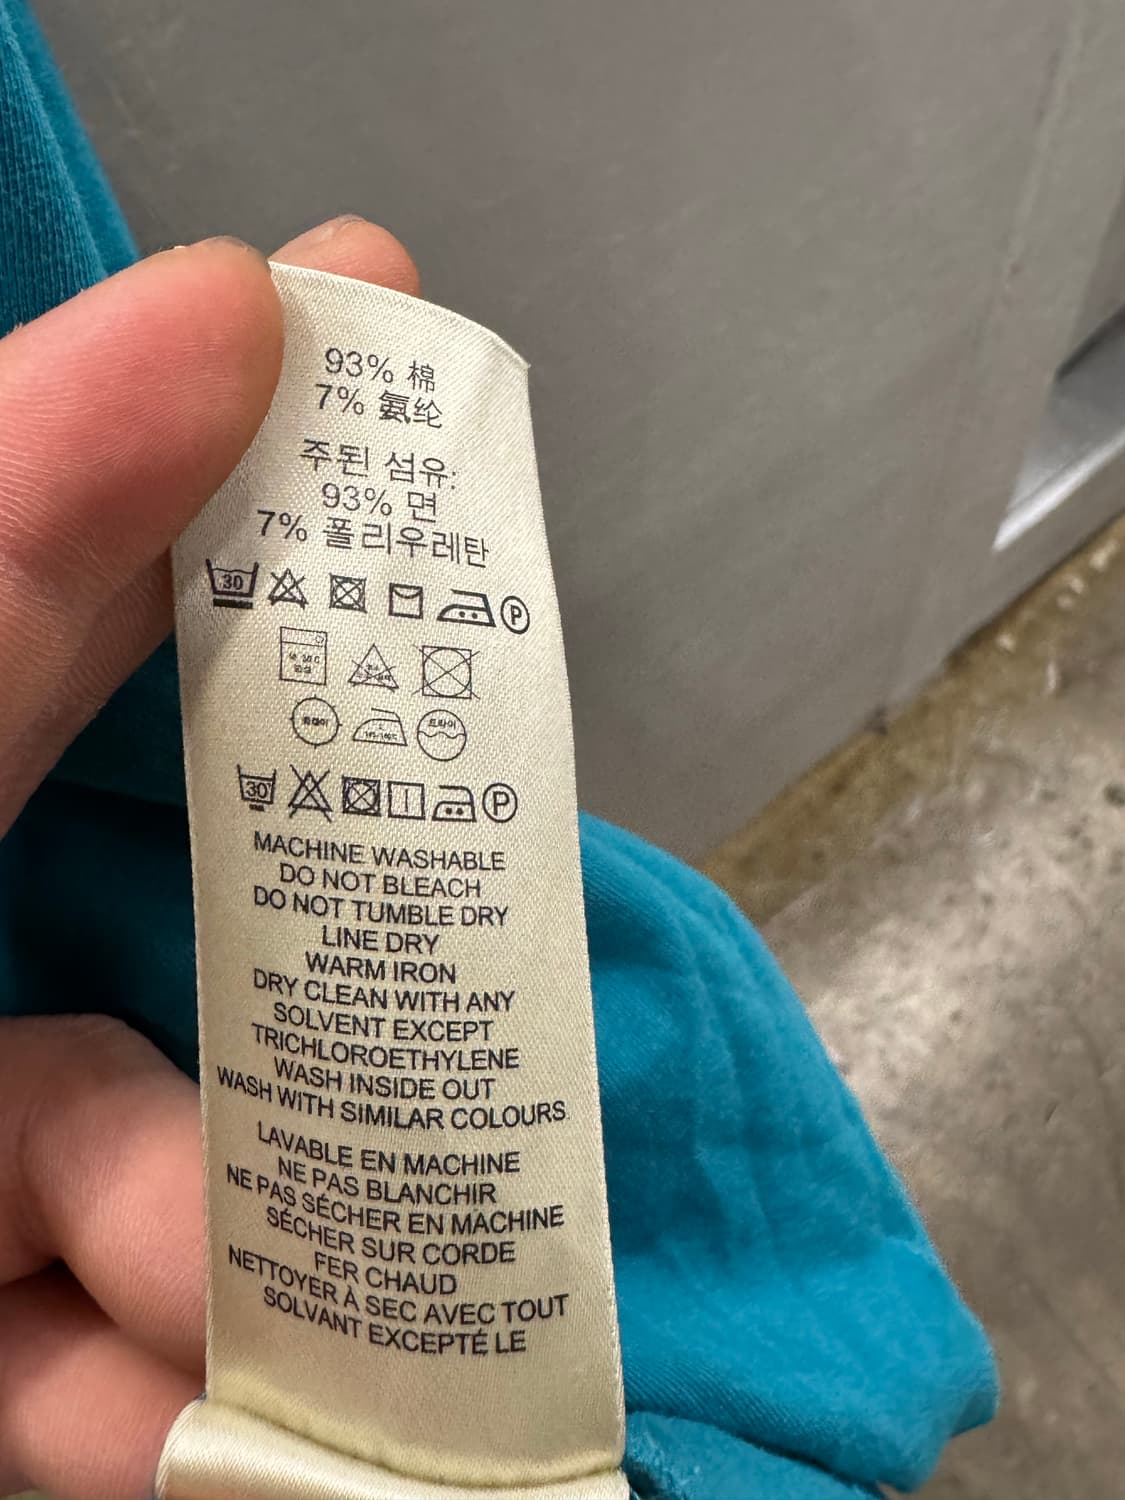 93% 棉
7% 氨纶
주된 섬유:
93% 면
7% 폴리우레탄
30 P
드라이
30 P
MACHINE WASHABLE
DO NOT BLEACH
DO NOT TUMBLE DRY
LINE DRY
WARM IRON
DRY CLEAN WITH ANY
SOLVENT EXCEPT
TRICHLOROETHYLENE
WASH INSIDE OUT
WASH WITH SIMILAR COLOURS
LAVABLE EN MACHINE
NE PAS BLANCHIR
NE PAS SÉCHER EN MACHINE
SÉCHER SUR CORDE
FER CHAUD
NETTOYER À SEC AVEC TOUT
SOLVANT EXCEPTÉ LE